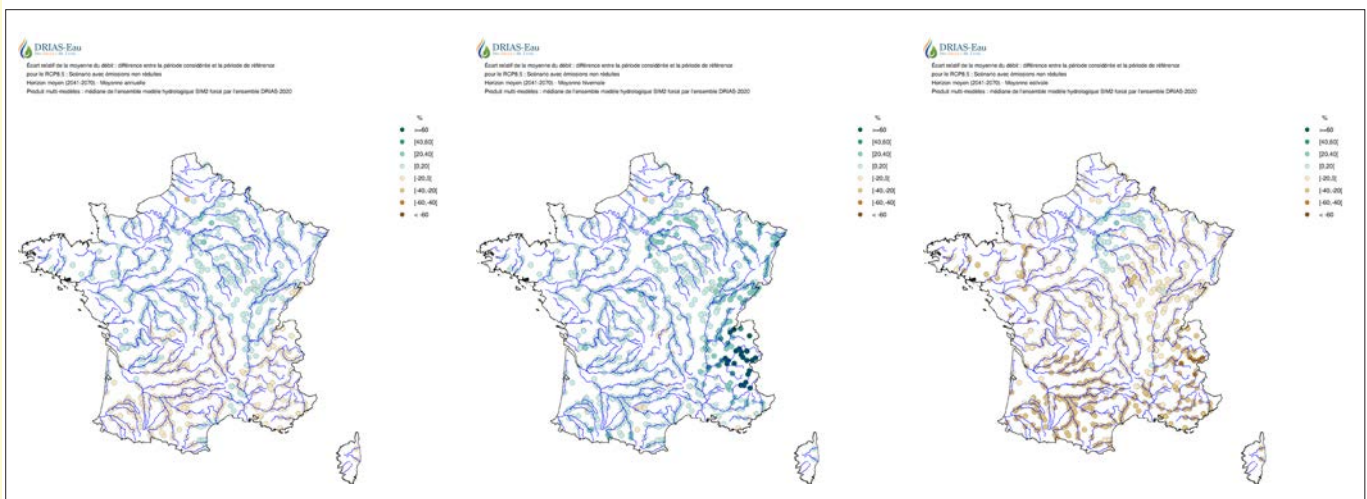 DRIAS-Eau
Écart relatif de la moyenne du débit : différence entre la période considérée et la période de référence
pour le RCP8.5 : Scénario avec émissions non réduites
Horizon moyen (2041-2070) - Moyenne annuelle
Produit multi-modèles : médiane de l'ensemble modèle hydrologique SIM2 forcé par l'ensemble DRIAS-2020
%
>=60
[40,60[
[20,40[
[0,20[
[-20,0[
[-40,-20[
[-60,-40[
< -60
DRIAS-Eau
Écart relatif de la moyenne du débit : différence entre la période considérée et la période de référence
pour le RCP8.5 : Scénario avec émissions non réduites
Horizon moyen (2041-2070) - Moyenne hivernale
Produit multi-modèles : médiane de l'ensemble modèle hydrologique SIM2 forcé par l'ensemble DRIAS-2020
%
>=60
[40,60[
[20,40[
[0,20[
[-20,0[
[-40,-20[
[-60,-40[
< -60
DRIAS-Eau
Écart relatif de la moyenne du débit : différence entre la période considérée et la période de référence
pour le RCP8.5 : Scénario avec émissions non réduites
Horizon moyen (2041-2070) - Moyenne estivale
Produit multi-modèles : médiane de l'ensemble modèle hydrologique SIM2 forcé par l'ensemble DRIAS-2020
%
>=60
[40,60[
[20,40[
[0,20[
[-20,0[
[-40,-20[
[-60,-40[
< -60